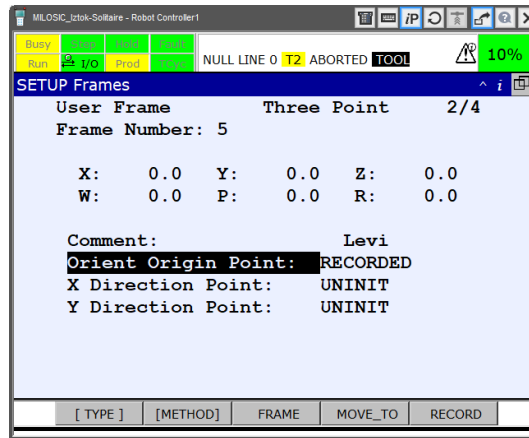 MILOSIC_Iztok-Solitaire - Robot Controller1
Busy Step Hold Fault
Run I/O Prod TCyc
NULL LINE 0 T2 ABORTED TOOL
10%
SETUP Frames
User Frame Three Point 2/4
Frame Number: 5
X: 0.0 Y: 0.0 Z: 0.0
W: 0.0 P: 0.0 R: 0.0
Comment: Levi
Orient Origin Point: RECORDED
X Direction Point: UNINIT
Y Direction Point: UNINIT
[ TYPE ] [METHOD] FRAME MOVE_TO RECORD